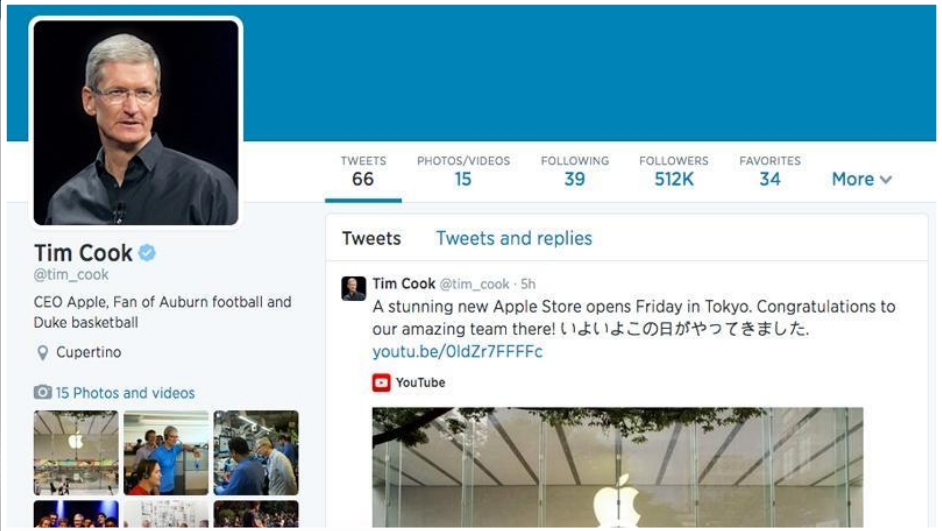 TWEETS
66
PHOTOS/VIDEOS
15
FOLLOWING
39
FOLLOWERS
512K
FAVORITES
34
More
Tim Cook
@tim_cook
CEO Apple, Fan of Auburn football and
Duke basketball
Cupertino
15 Photos and videos
Tweets
Tweets and replies
Tim Cook @tim_cook · 5h
A stunning new Apple Store opens Friday in Tokyo. Congratulations to
our amazing team there! いよいよこの日がやってきました.
youtu.be/0IdZr7FFFFc
YouTube